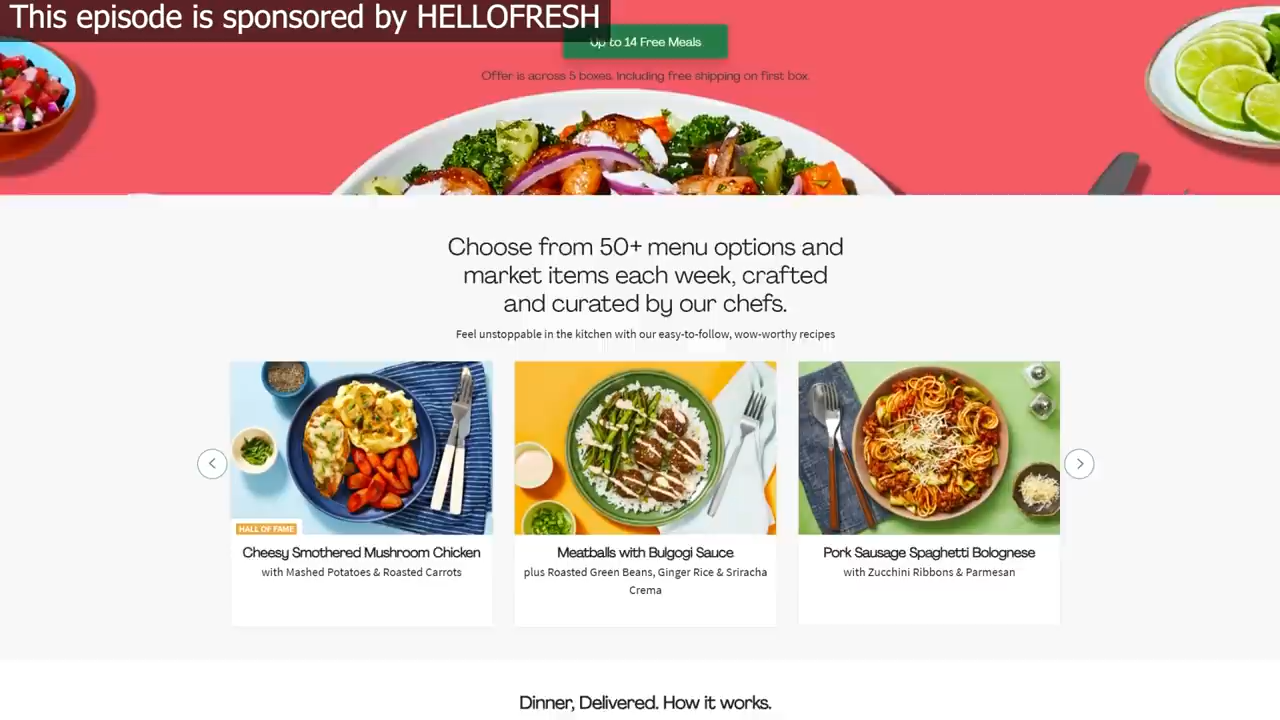 This episode is sponsored by HELLOFRESH
Up to 14 Free Meals
Offer is across 5 boxes. Including free shipping on first box.
Choose from 50+ menu options and
market items each week, crafted
and curated by our chefs.
Feel unstoppable in the kitchen with our easy-to-follow, wow-worthy recipes
HALL OF FAME
Cheesy Smothered Mushroom Chicken
with Mashed Potatoes & Roasted Carrots
Meatballs with Bulgogi Sauce
plus Roasted Green Beans, Ginger Rice & Sriracha
Crema
Pork Sausage Spaghetti Bolognese
with Zucchini Ribbons & Parmesan
Dinner, Delivered. How it works.